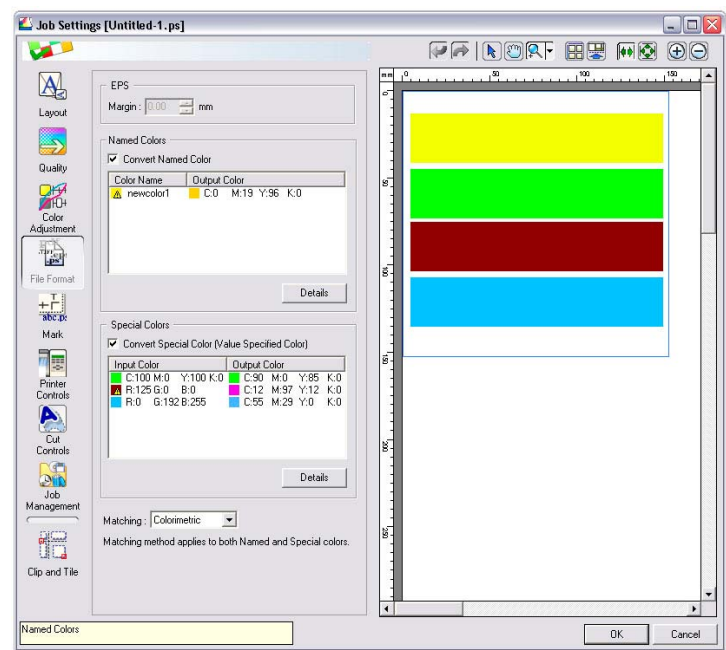 Job Settings [Untitled-1.ps]
Layout
Quality
Color
Adjustment
File Format
Mark
Printer
Controls
Cut
Controls
Job
Management
Clip and Tile
EPS
Margin : 0.00 mm
Named Colors
Convert Named Color
Color Name Output Color
newcolor1 C:0 M:19 Y:96 K:0
Details
Special Colors
Convert Special Color (Value Specified Color)
Input Color Output Color
C:100 M:0 Y:100 K:0 C:90 M:0 Y:85 K:0
R:125 G:0 B:0 C:12 M:97 Y:12 K:0
R:0 G:192 B:255 C:55 M:29 Y:0 K:0
Details
Matching : Colorimetric
Matching method applies to both Named and Special colors.
mm 0 50 100 150
0
50
100
150
200
250
Named Colors
OK Cancel